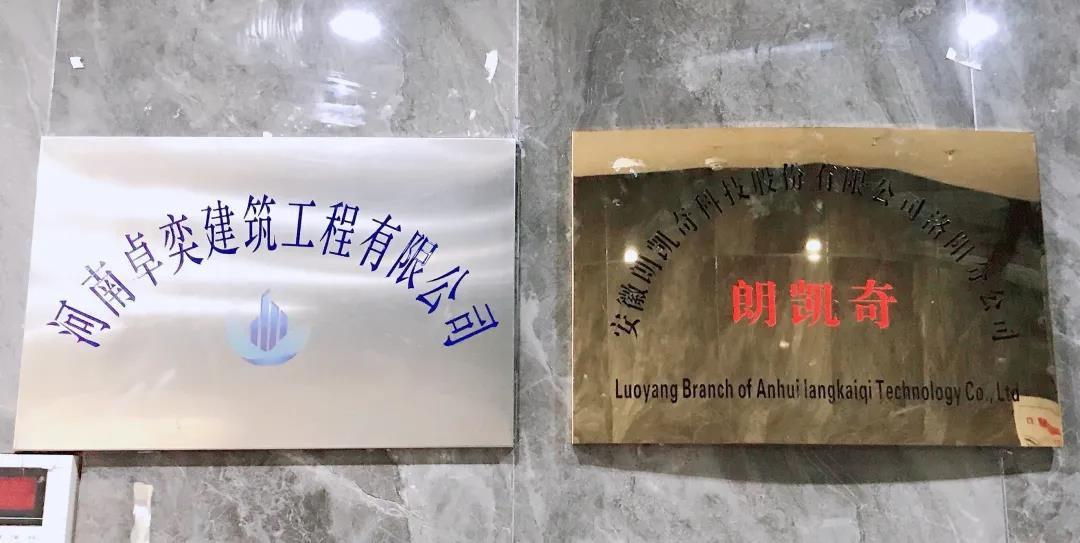 河南卓奕建筑工程有限公司
安徽朗凯奇科技股份有限公司洛阳分公司
朗凯奇
Luoyang Branch of Anhui langkaiqi Technology Co., Ltd